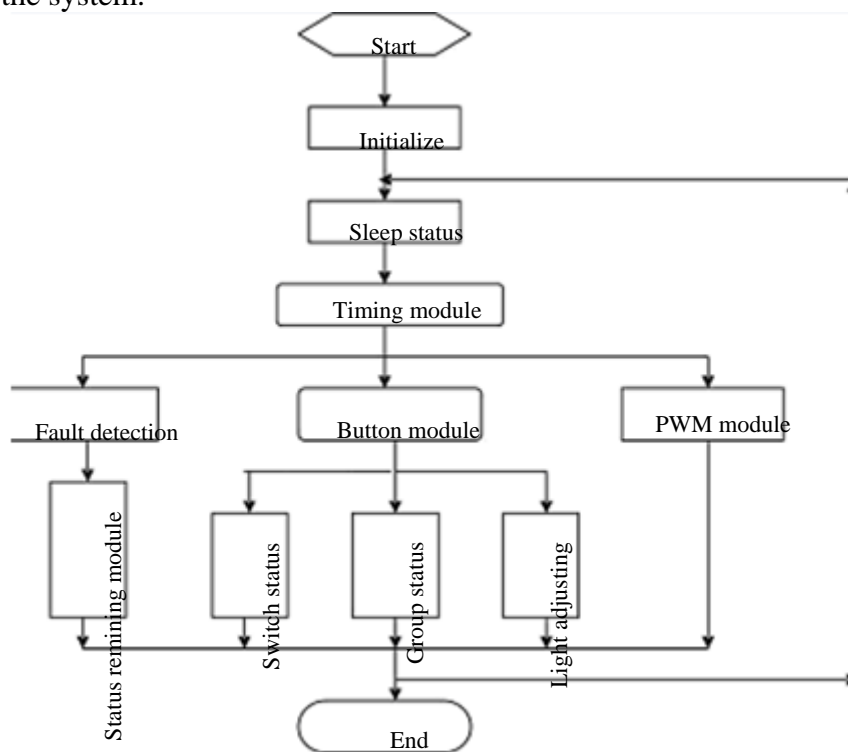 the system.
Start
Initialize
Sleep status
Timing module
Fault detection
Button module
PWM module
Status remining module
Switch status
Group status
Light adjusting
End